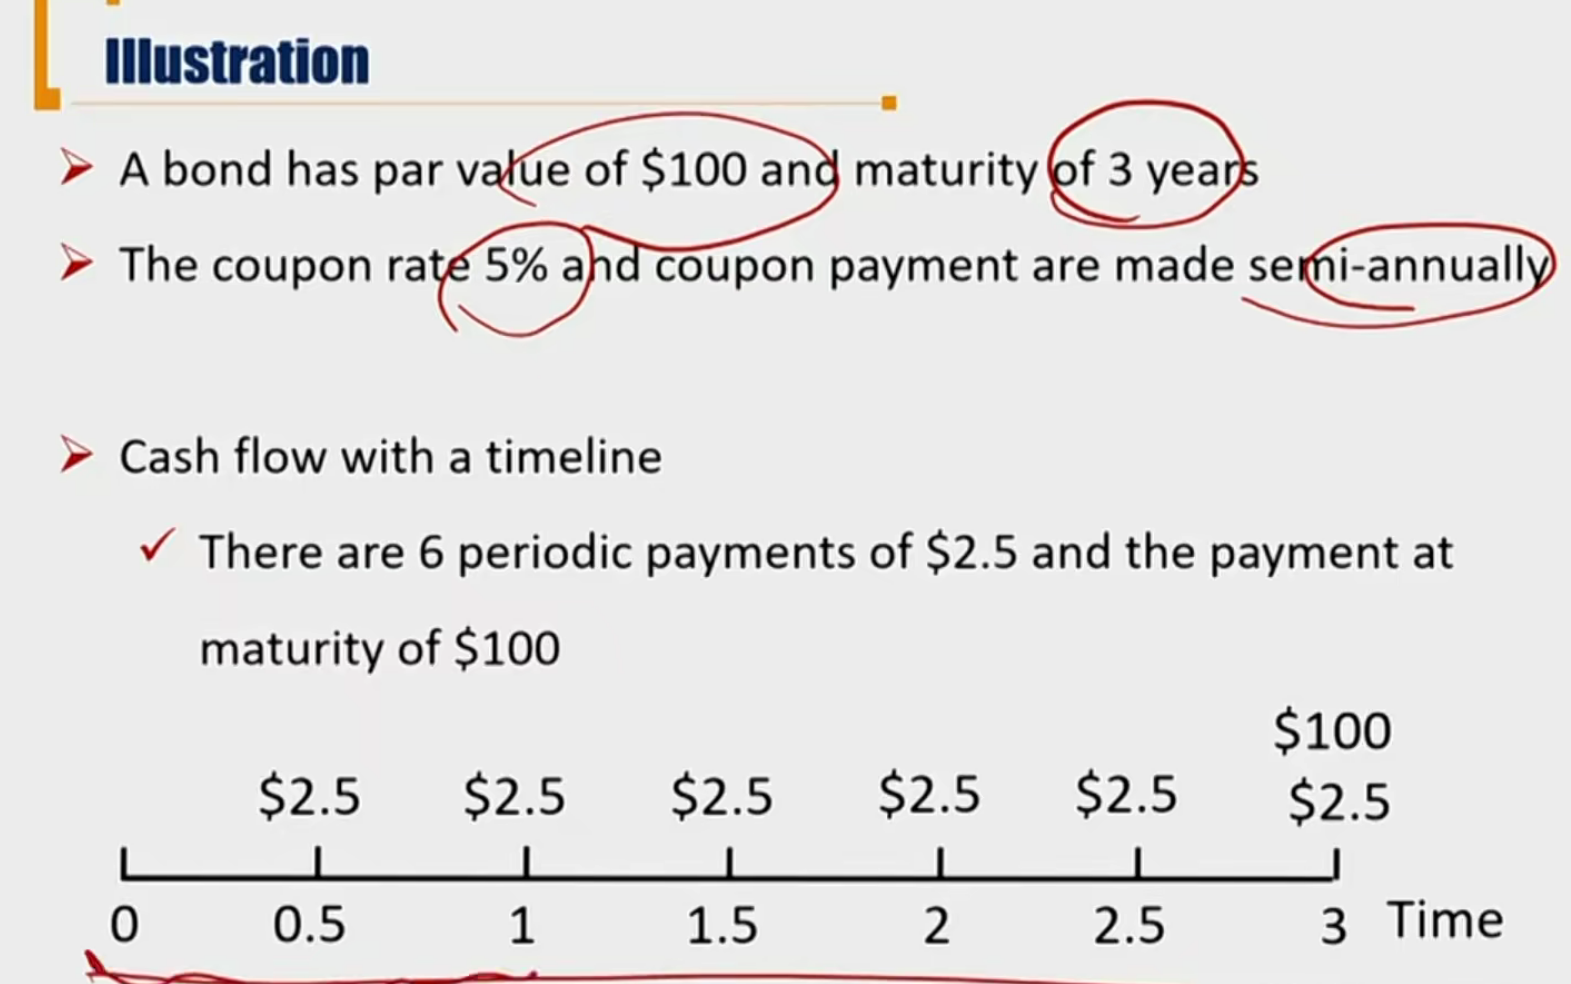 Illustration
A bond has par value of $100 and maturity of 3 years
The coupon rate 5% and coupon payment are made semi-annually
Cash flow with a timeline
There are 6 periodic payments of $2.5 and the payment at
maturity of $100
$100
$2.5 $2.5 $2.5 $2.5 $2.5 $2.5
0 0.5 1 1.5 2 2.5 3 Time